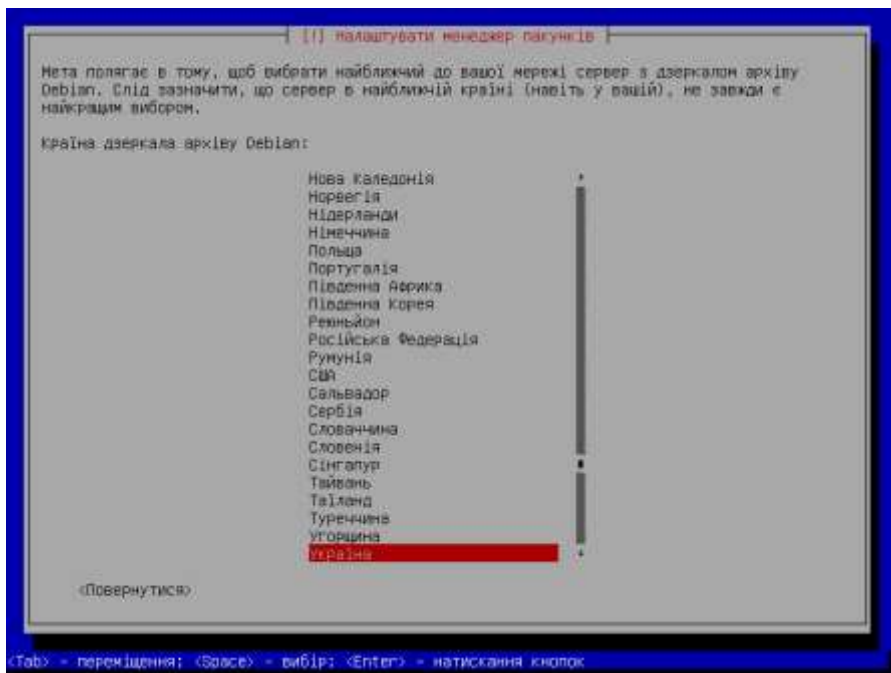 [!] Налаштувати менеджер пакунків
Мета полягає в тому, щоб вибрати найближчий до вашої мережі сервер з дзеркалом архіву
Debian. Слід зазначити, що сервер в найближчій країні (навіть у вашій), не завжди є
найкращим вибором.
Країна дзеркала архіву Debian:
Нова Каледонія
Норвегія
Нідерланди
Німеччина
Польща
Португалія
Південна Африка
Південна Корея
Реюньйон
Російська Федерація
Румунія
США
Сальвадор
Сербія
Словаччина
Словенія
Сінгапур
Тайвань
Таїланд
Туреччина
Угорщина
Україна
<Повернутися>
<Tab> - переміщення; <Space> - вибір; <Enter> - натискання кнопок